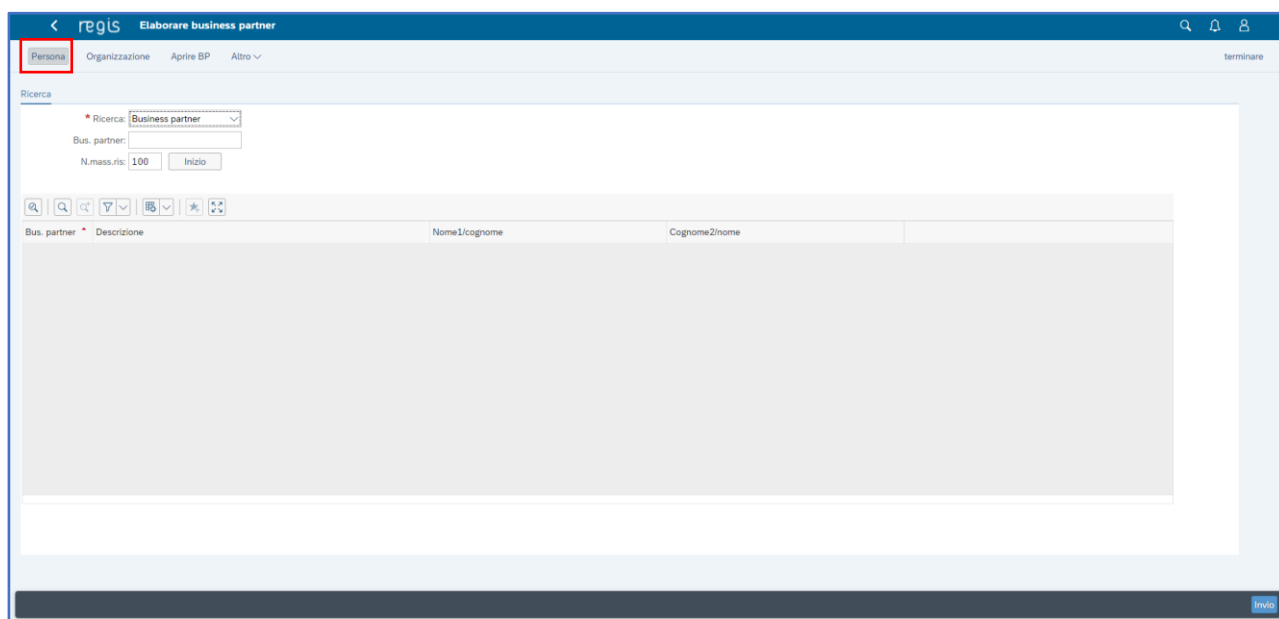 regis Elaborare business partner
Persona Organizzazione Aprire BP Altro terminare
Ricerca
* Ricerca: Business partner
Bus. partner:
N.mass.ris: 100 Inizio
Bus. partner Descrizione Nome1/cognome Cognome2/nome
Invio